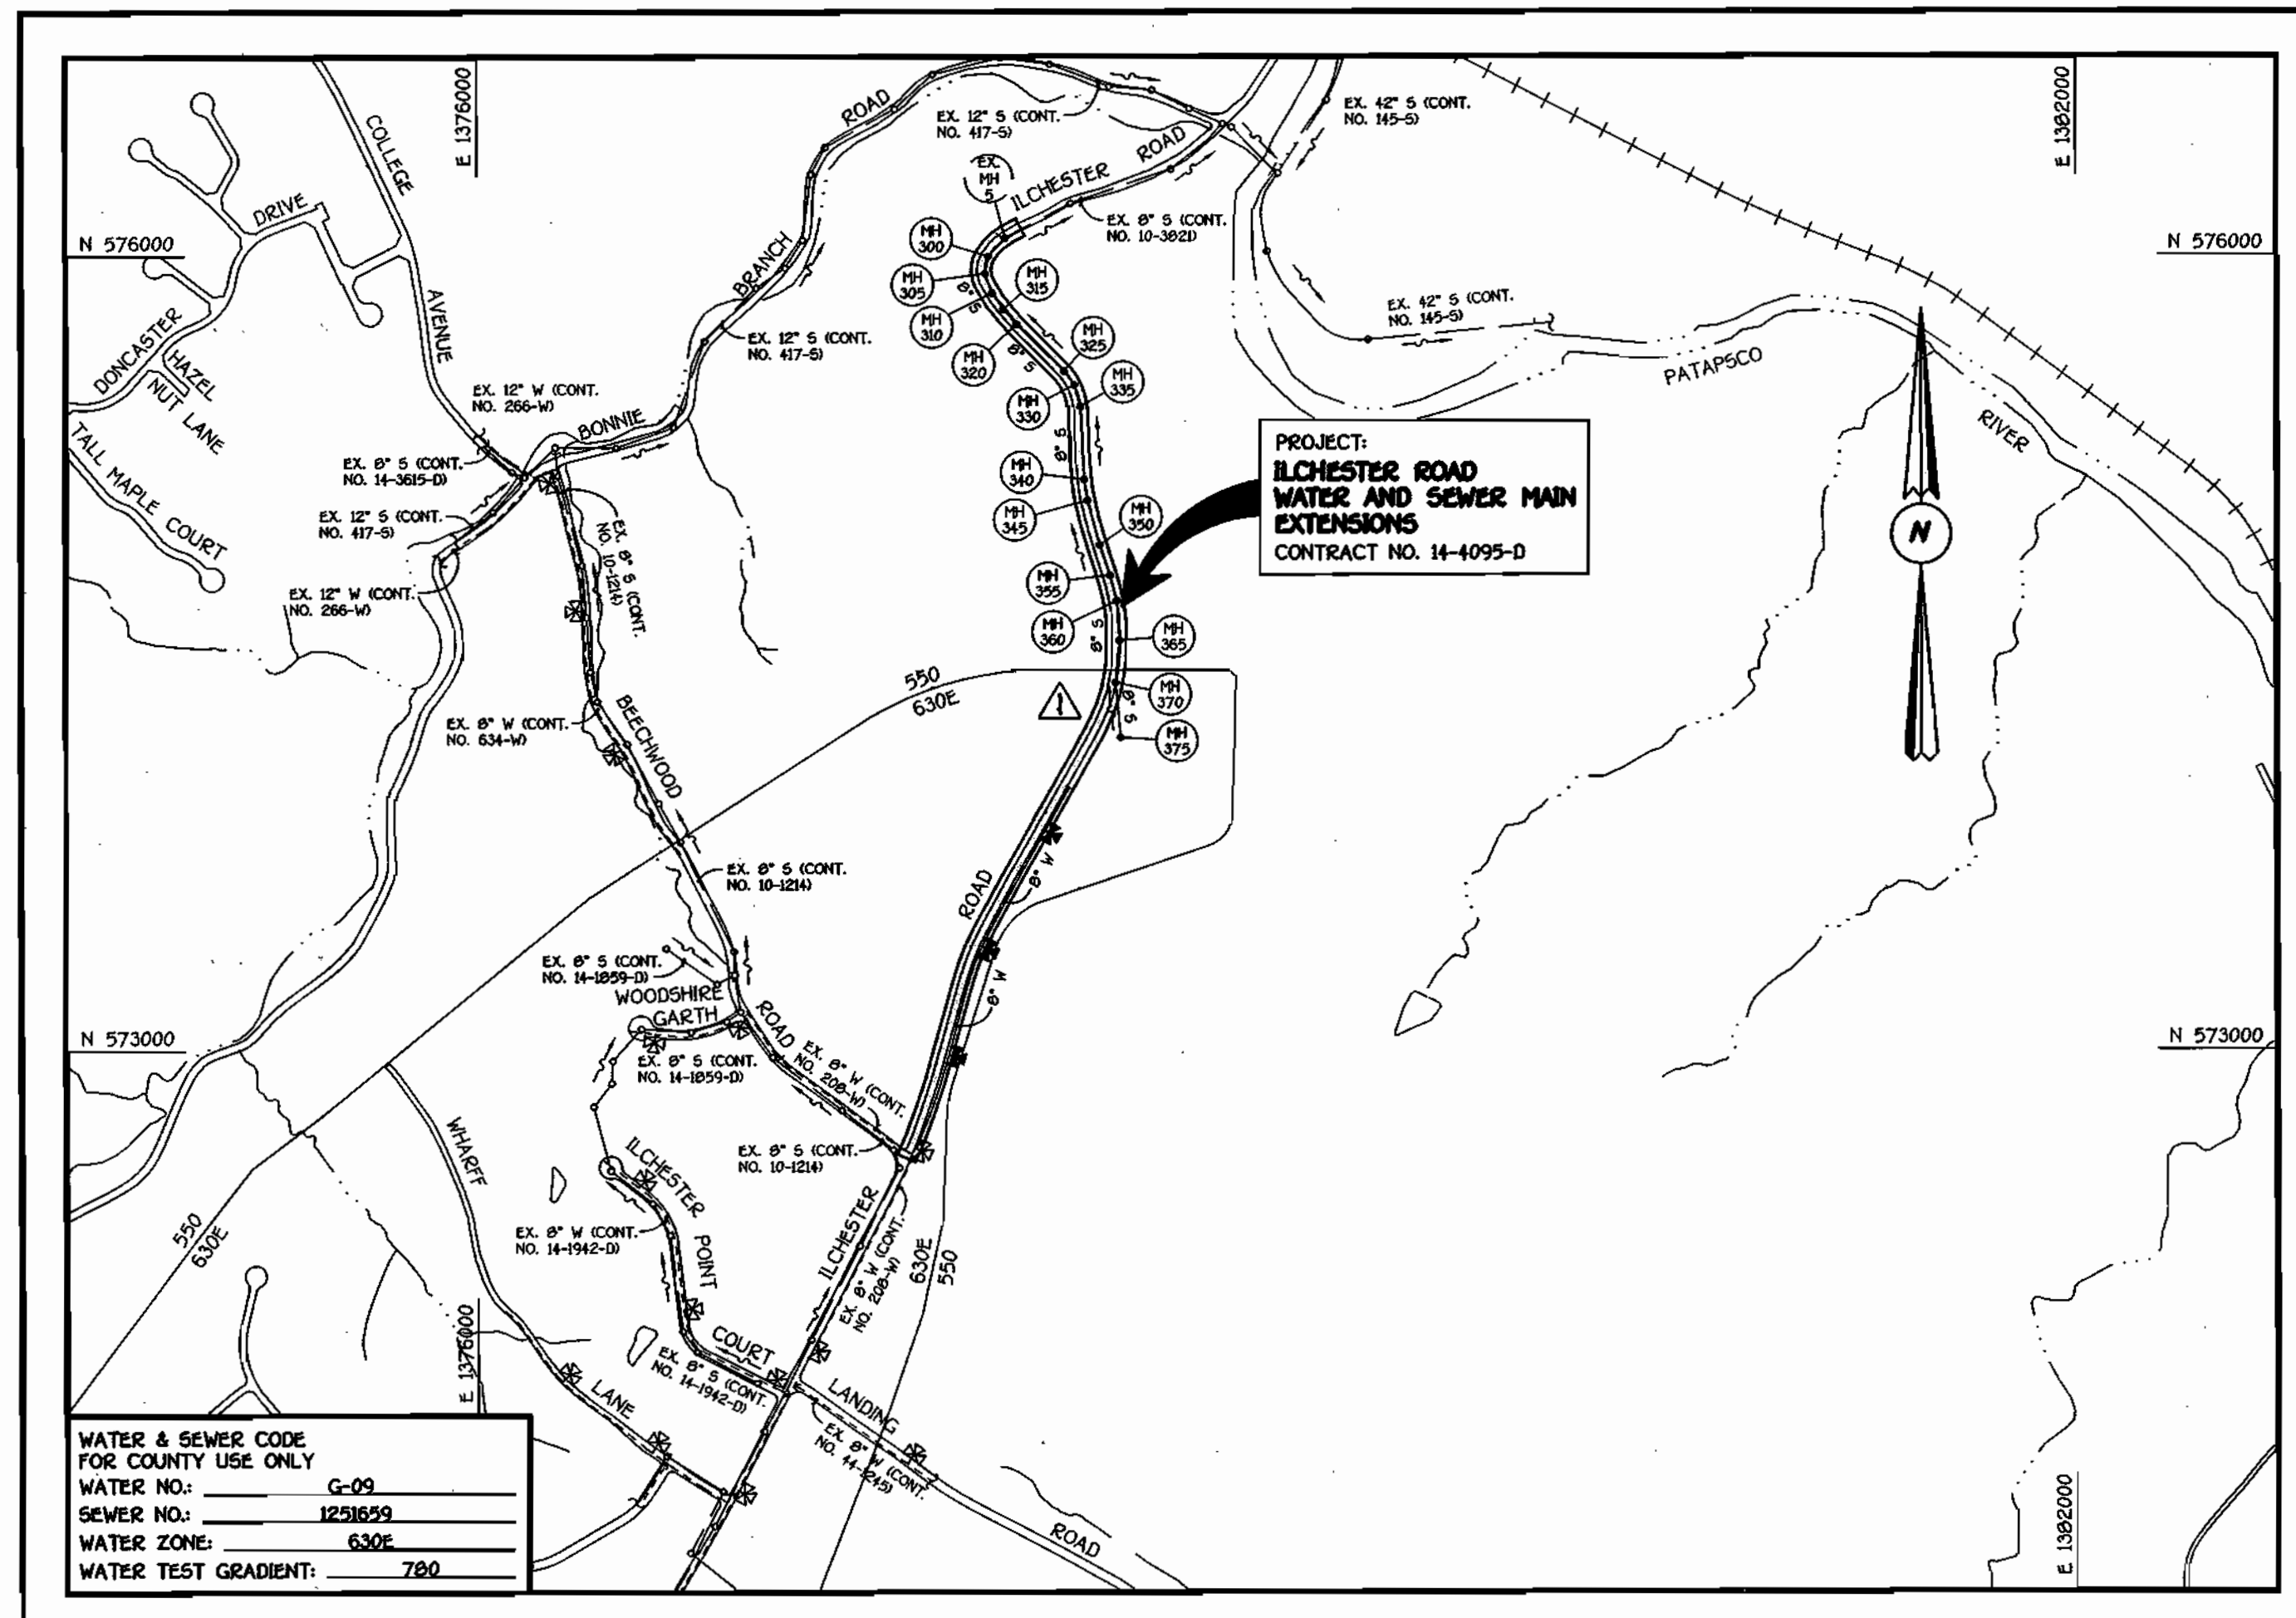 E 1376000
E 1382000
COLLEGE
AVENUE
DRIVE
N 576000
N 576000
DONCASTER
HAZEL
NUT LANE
TALL MAPLE COURT
ROAD
BRANCH
BONNIE
EX. 12" S (CONT.
NO. 417-S)
EX. 42" S (CONT.
NO. 145-S)
EX.
MH
5
ILCHESTER ROAD
EX. 8" S (CONT.
NO. 10-3821)
MH
300
MH
305
MH
310
MH
315
MH
320
MH
325
MH
330
MH
335
MH
340
MH
345
MH
350
MH
355
MH
360
MH
365
MH
370
MH
375
8" S
8" S
8" S
8" S
8" S
EX. 42" S (CONT.
NO. 145-S)
PATAPSCO
RIVER
EX. 12" S (CONT.
NO. 417-S)
EX. 12" W (CONT.
NO. 266-W)
EX. 8" S (CONT.
NO. 14-3615-D)
EX. 12" S (CONT.
NO. 417-S)
EX. 12" W (CONT.
NO. 266-W)
EX. 8" S (CONT.
NO. 10-1214)
PROJECT:
ILCHESTER ROAD
WATER AND SEWER MAIN
EXTENSIONS
CONTRACT NO. 14-4095-D
N
550
630E
1
EX. 8" W (CONT.
NO. 634-W)
BEECHWOOD
ROAD
EX. 8" S (CONT.
NO. 10-1214)
ROAD
8" W
8" W
EX. 8" S (CONT.
NO. 14-1859-D)
WOODSHIRE
GARTH
EX. 8" S (CONT.
NO. 14-1859-D)
EX. 8" W (CONT.
NO. 208-W)
EX. 8" S (CONT.
NO. 10-1214)
N 573000
N 573000
WHARFF
LANE
ILCHESTER
POINT
COURT
EX. 8" W (CONT.
NO. 14-1942-D)
EX. 8" S (CONT.
NO. 14-1942-D)
ILCHESTER
EX. 8" W (CONT.
NO. 208-W)
630E
550
550
630E
LANDING
ROAD
EX. 8" W (CONT.
NO. 44-1245)
E 1376000
E 1382000
WATER & SEWER CODE
FOR COUNTY USE ONLY
WATER NO.: G-09
SEWER NO.: 1251659
WATER ZONE: 630E
WATER TEST GRADIENT: 780